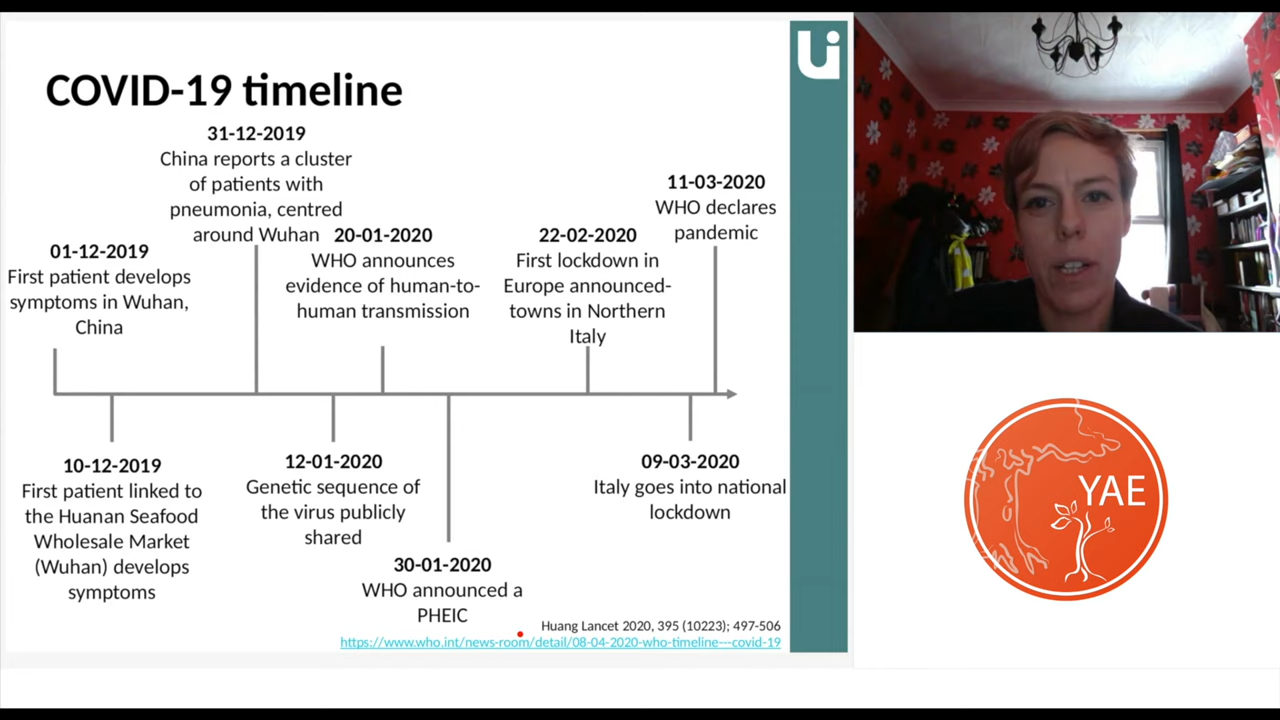 COVID-19 timeline
31-12-2019
China reports a cluster
of patients with
pneumonia, centred
around Wuhan
01-12-2019
First patient develops
symptoms in Wuhan,
China
20-01-2020
WHO announces
evidence of human-to-
human transmission
22-02-2020
First lockdown in
Europe announced-
towns in Northern
Italy
11-03-2020
WHO declares
pandemic
10-12-2019
First patient linked to
the Huanan Seafood
Wholesale Market
(Wuhan) develops
symptoms
12-01-2020
Genetic sequence of
the virus publicly
shared
30-01-2020
WHO announced a
PHEIC
09-03-2020
Italy goes into national
lockdown
Huang Lancet 2020, 395 (10223); 497-506
https://www.who.int/news-room/detail/08-04-2020-who-timeline---covid-19
Ui
YAE